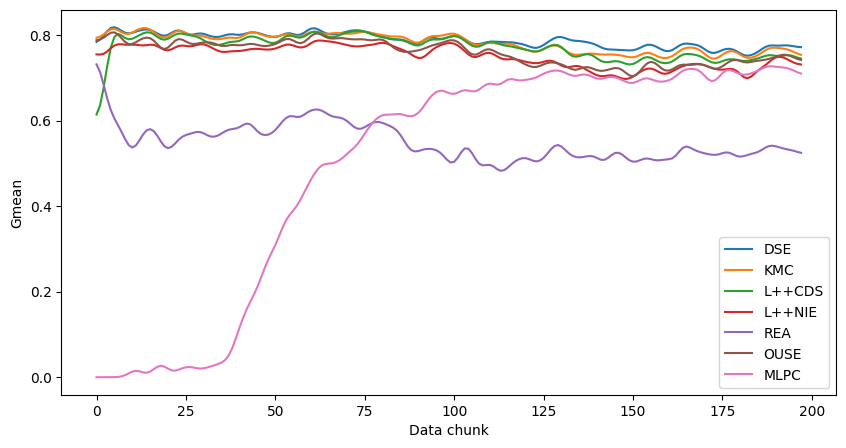 0.8
0.6
0.4
0.2
0.0
Gmean
0
25
50
75
100
125
150
175
200
Data chunk
DSE
KMC
L++CDS
L++NIE
REA
OUSE
MLPC